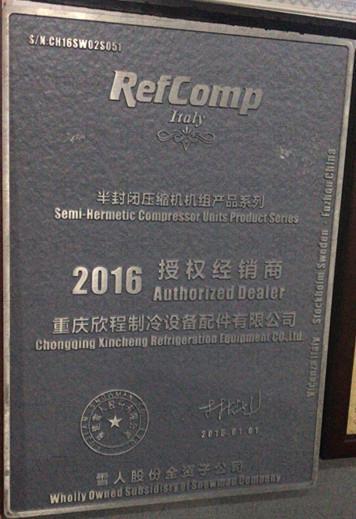 S/N:CH16SW02S051
RefComp
Italy
半封闭压缩机机组产品系列
Semi-Hermetic Compressor Units Product Series
2016 授权经销商
Authorized Dealer
重庆欣程制冷设备配件有限公司
Chongqing Xincheng Refrigeration Equipment CO.,Ltd.
2016.01.01
雪人股份全资子公司
Wholly Owned Subsidisry of Snowman Company
Vicenza Italy Stockholm Sweden - Fuzhou China